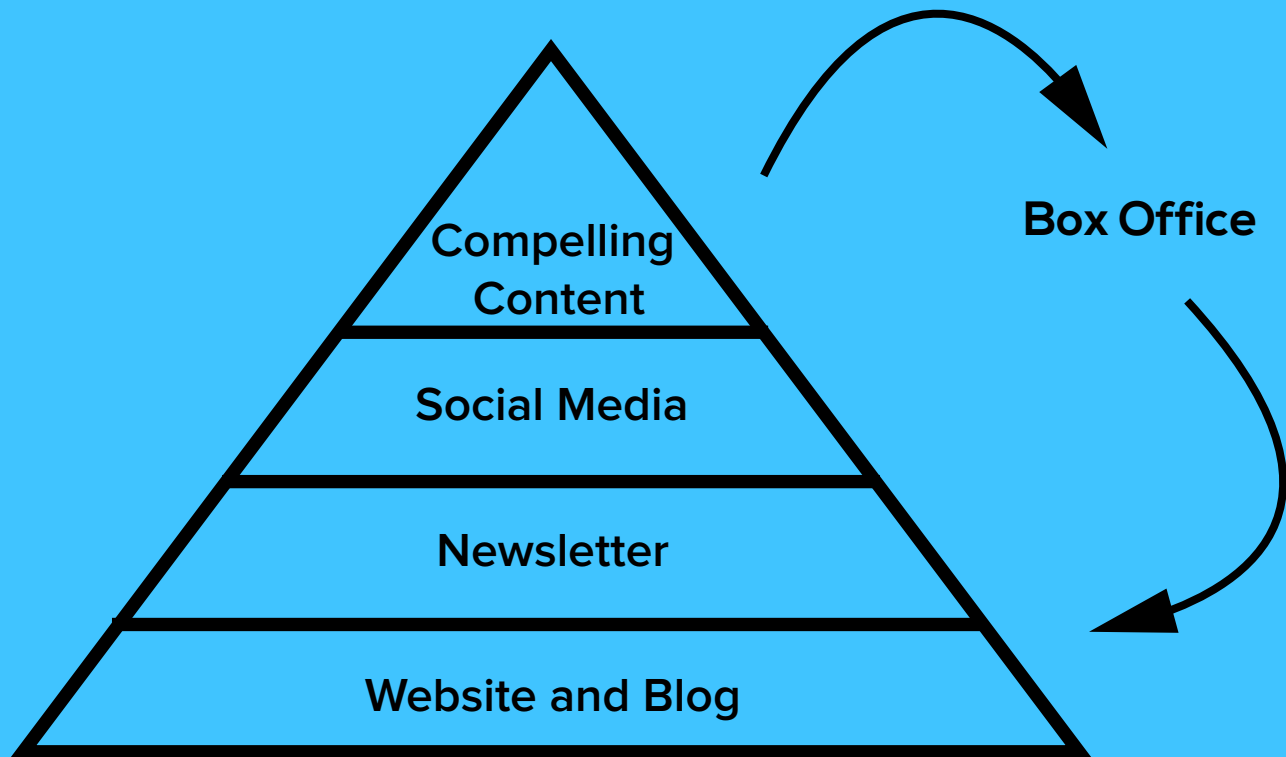 Compelling
Content
Social Media
Newsletter
Website and Blog
Box Office